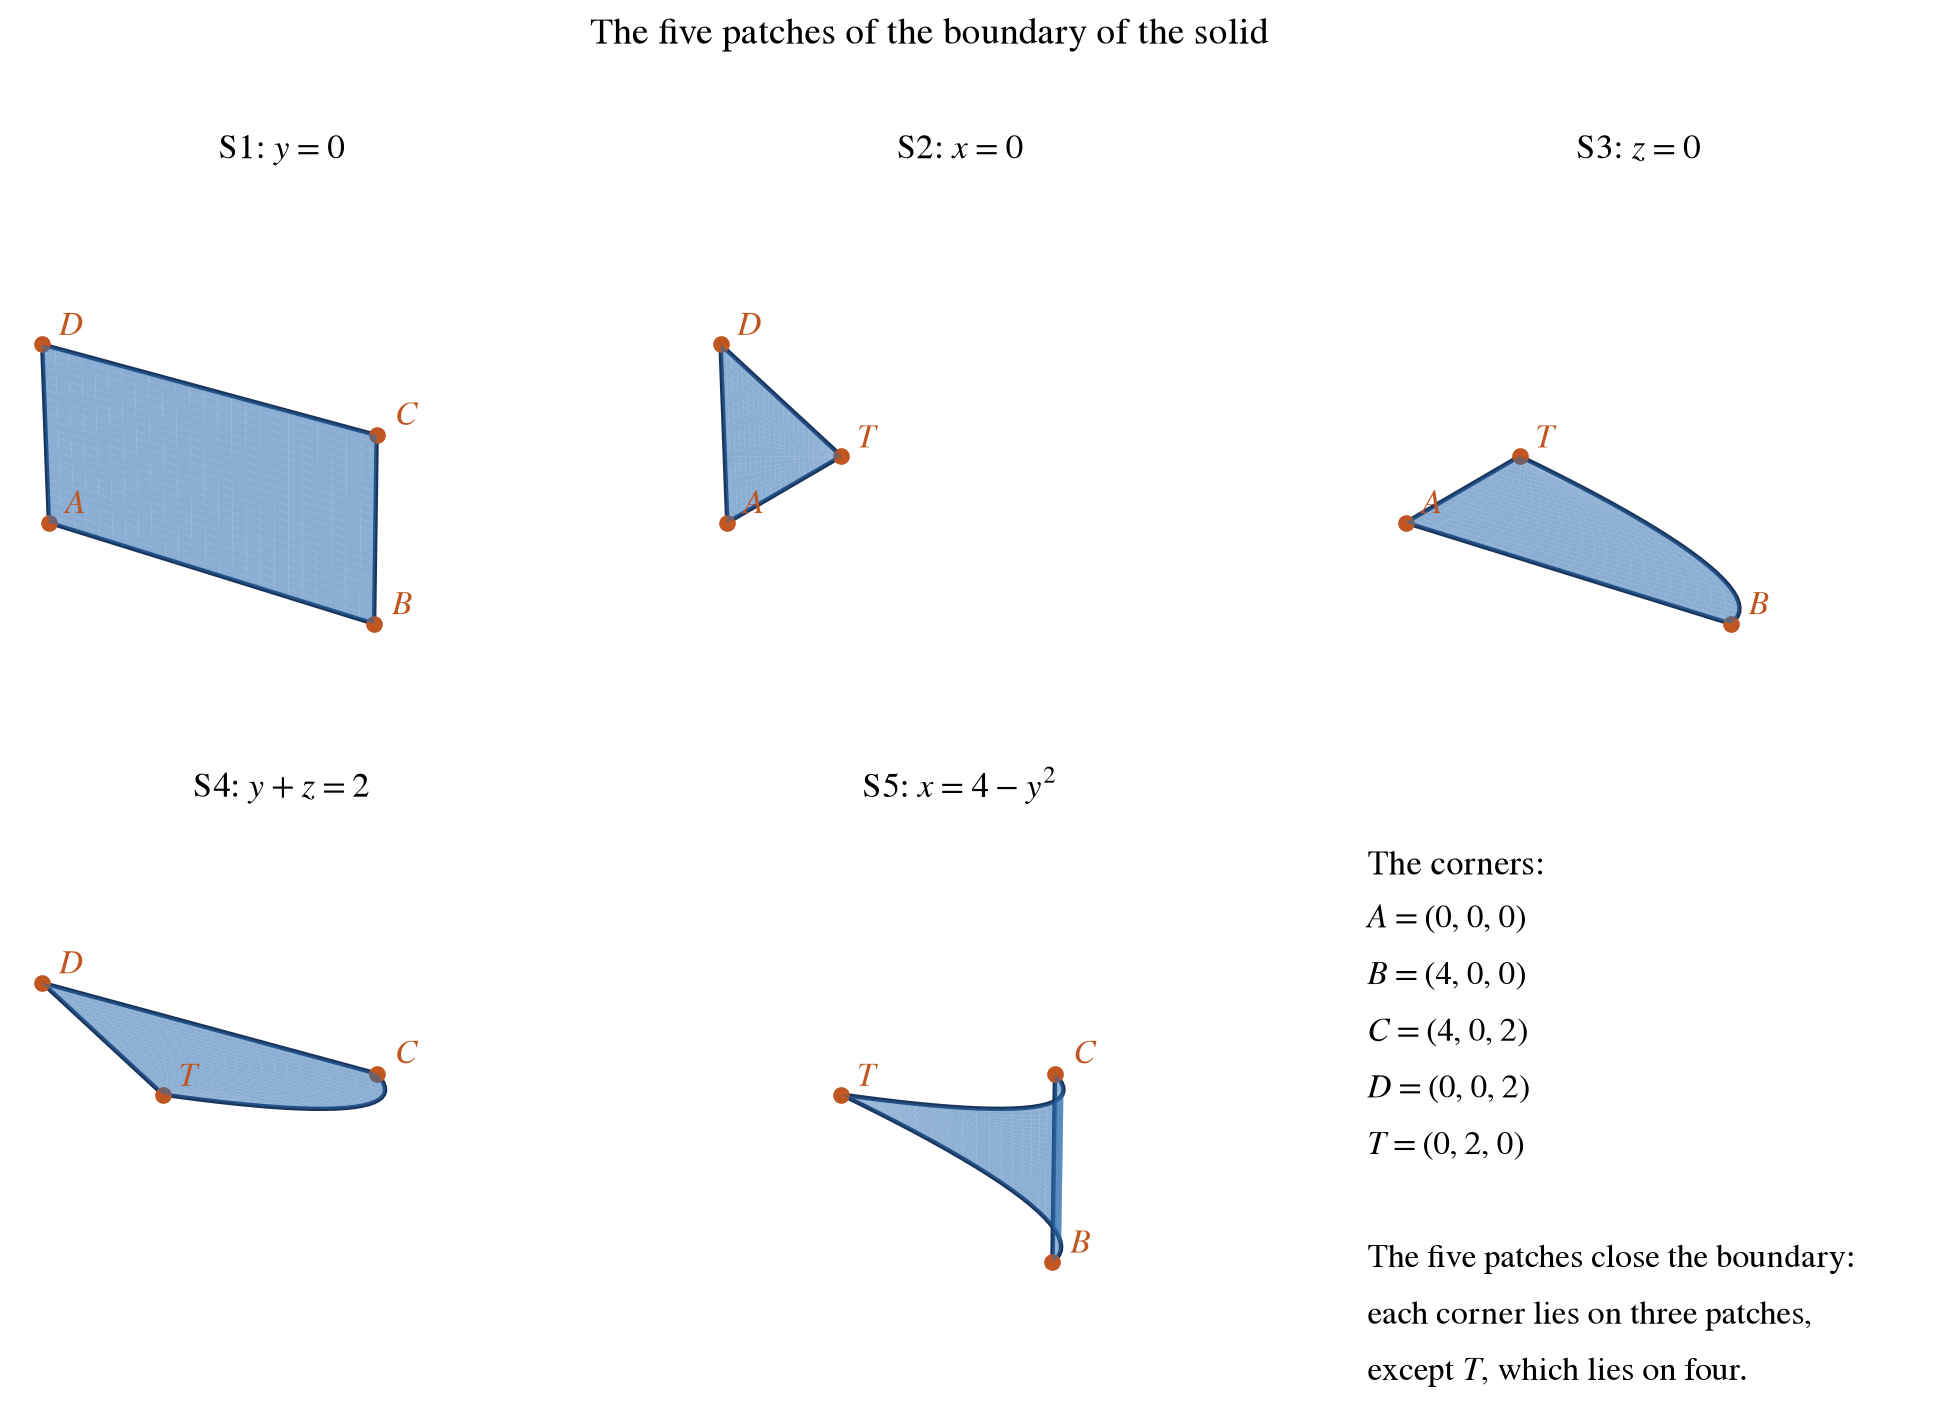 The five patches of the boundary of the solid
S1: y = 0
S2: x = 0
S3: z = 0
D
C
A
B
D
T
A
T
A
B
S4: y + z = 2
S5: x = 4 − y²
D
T
C
T
C
B
The corners:
A = (0, 0, 0)
B = (4, 0, 0)
C = (4, 0, 2)
D = (0, 0, 2)
T = (0, 2, 0)
The five patches close the boundary:
each corner lies on three patches,
except T, which lies on four.